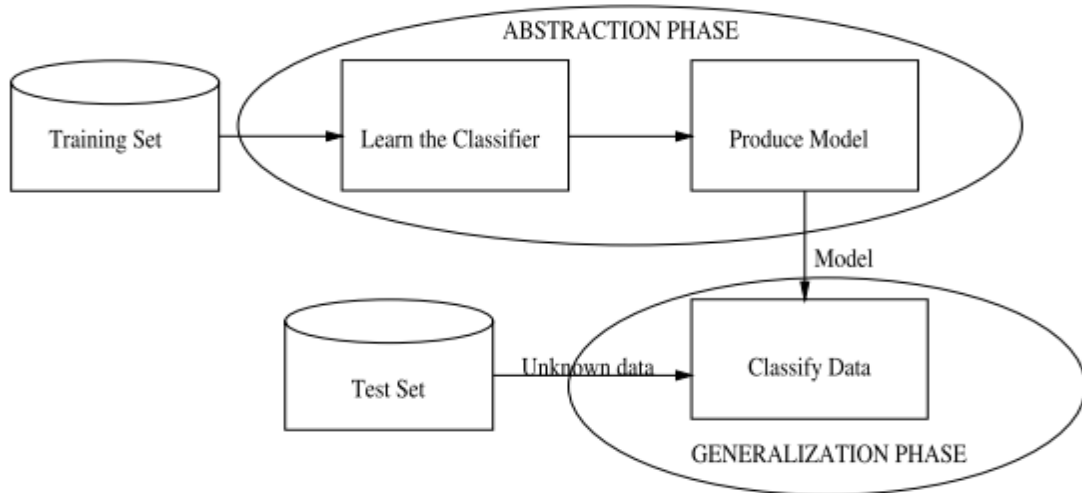 ABSTRACTION PHASE
Training Set
Learn the Classifier
Produce Model
Model
Test Set
Unknown data
Classify Data
GENERALIZATION PHASE